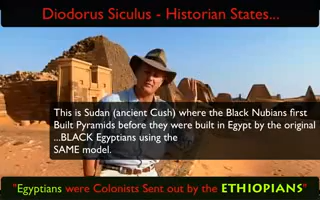 Diodorus Siculus - Historian States...
This is Sudan (ancient Cush) where the Black Nubians first
Built Pyramids before they were built in Egypt by the original
...BLACK Egyptians using the
SAME model.
"Egyptians were Colonists Sent out by the ETHIOPIANS"